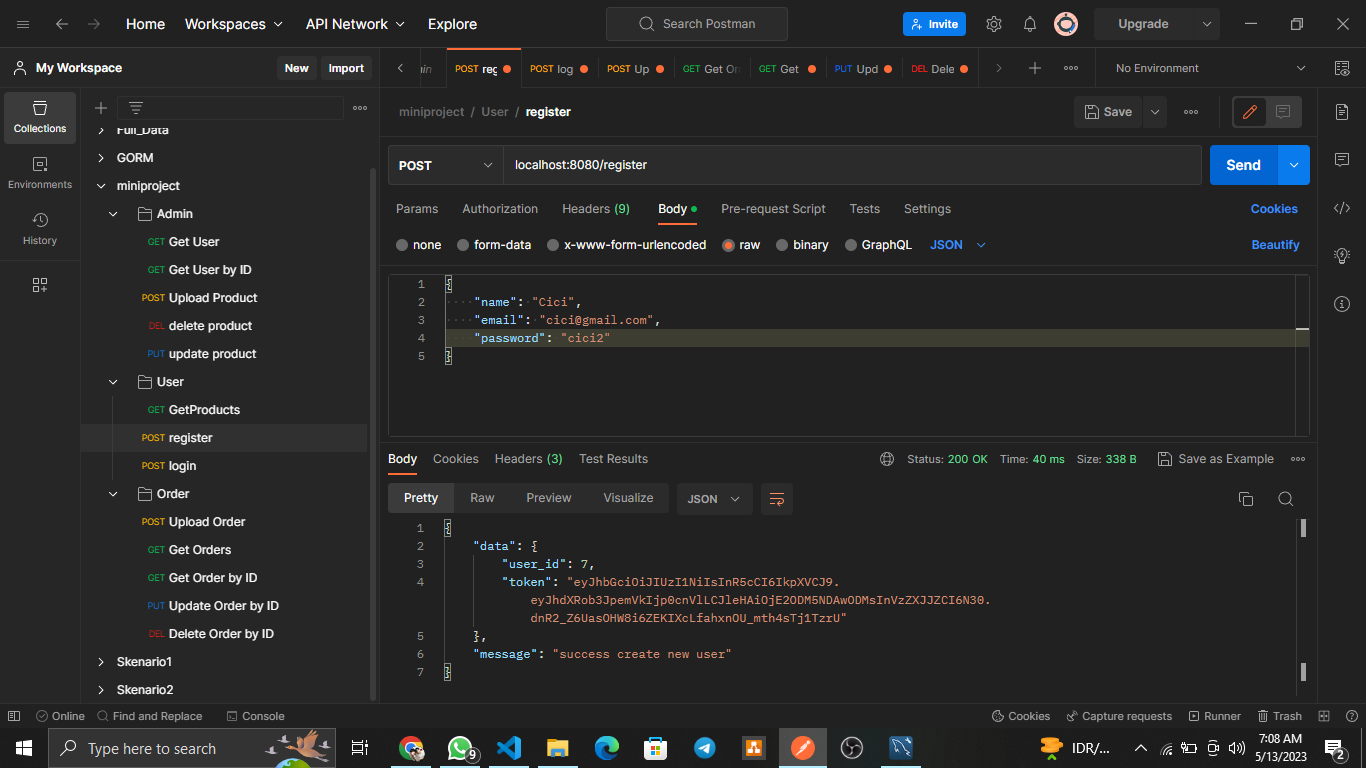 Home
Workspaces
API Network
Explore
Search Postman
Invite
Upgrade
My Workspace
New
Import
POST reg
POST log
POST Up
GET Get On
GET Get
PUT Upd
DEL Dele
No Environment
Collections
Environments
History
Full_Data
GORM
miniproject
Admin
GET Get User
GET Get User by ID
POST Upload Product
DEL delete product
PUT update product
User
GET GetProducts
POST register
POST login
Order
POST Upload Order
GET Get Orders
GET Get Order by ID
PUT Update Order by ID
DEL Delete Order by ID
Skenario1
Skenario2
miniproject / User / register
Save
POST
localhost:8080/register
Send
Params
Authorization
Headers (9)
Body
Pre-request Script
Tests
Settings
Cookies
none
form-data
x-www-form-urlencoded
raw
binary
GraphQL
JSON
Beautify
1 {
2 "name": "Cici",
3 "email": "cici@gmail.com",
4 "password": "cici2"
5 }
Body
Cookies
Headers (3)
Test Results
Status: 200 OK
Time: 40 ms
Size: 338 B
Save as Example
Pretty
Raw
Preview
Visualize
JSON
1 {
2 "data": {
3 "user_id": 7,
4 "token": "eyJhbGciOiJIUzI1NiIsInR5cCI6IkpXVCJ9.
eyJhdXRob3JpemVkIjp0cnVlLCJleHAiOjE2ODM5NDAwODMsInVzZXJJZCI6N30.
dnR2_Z6UasOHW8i6ZEKIXcLfahxnOU_mth4sTj1TzrU"
5 },
6 "message": "success create new user"
7 }
Online
Find and Replace
Console
Cookies
Capture requests
Runner
Trash
Type here to search
9
IDR/...
7:08 AM
5/13/2023
2